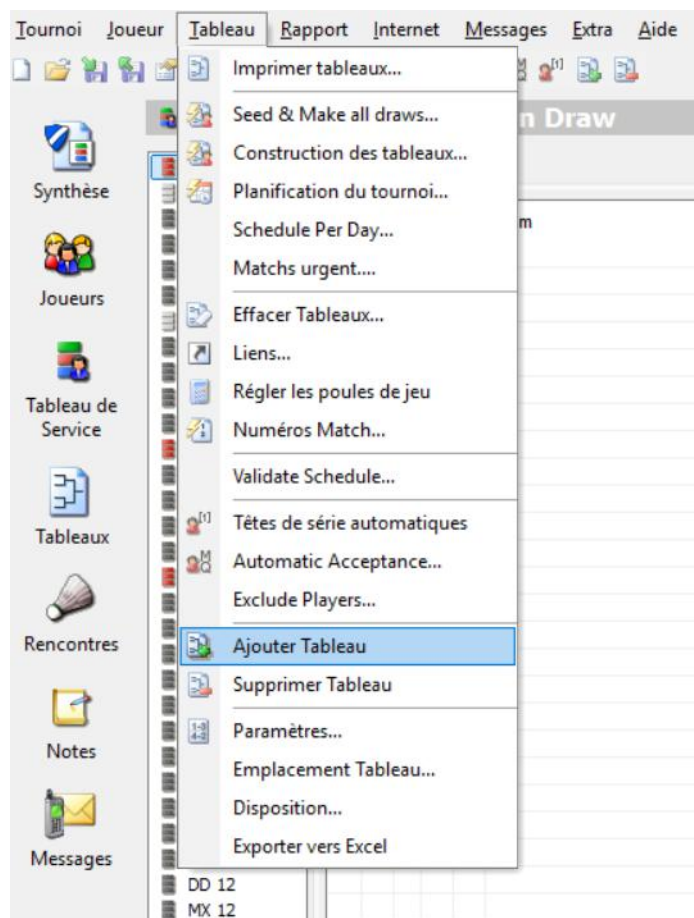 Tournoi Joueur Tableau Rapport Internet Messages Extra Aide
Imprimer tableaux...
n Draw
Seed & Make all draws...
Construction des tableaux...
Planification du tournoi...
Schedule Per Day...
m
Matchs urgent....
Effacer Tableaux...
Liens...
Régler les poules de jeu
Numéros Match...
Validate Schedule...
Têtes de série automatiques
Automatic Acceptance...
Exclude Players...
Ajouter Tableau
Supprimer Tableau
Paramètres...
Emplacement Tableau...
Disposition...
Exporter vers Excel
Synthèse
Joueurs
Tableau de
Service
Tableaux
Rencontres
Notes
Messages
DD 12
MX 12